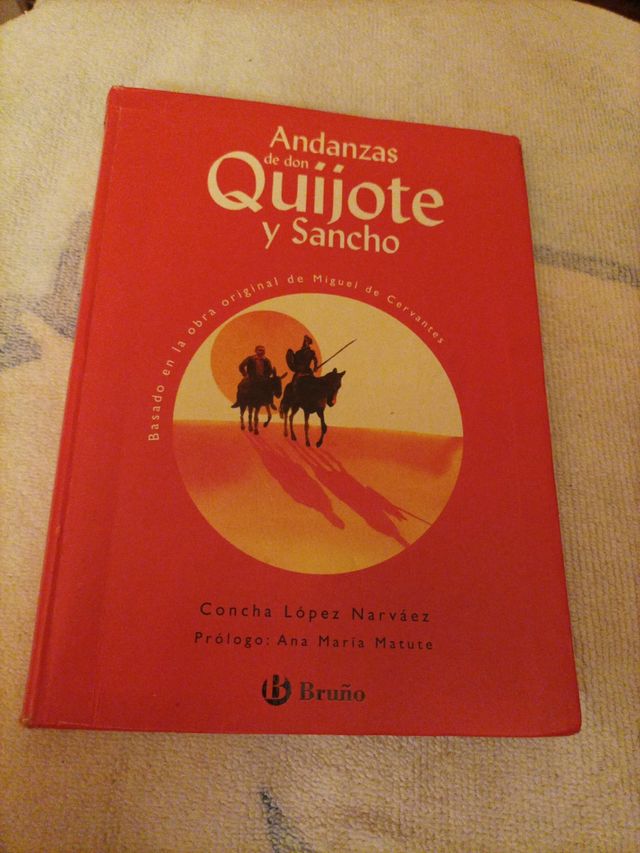 Andanzas
de don
Quijote
y Sancho
Basado en la obra original de Miguel de Cervantes
Concha López Narváez
Prólogo: Ana María Matute
B Bruño